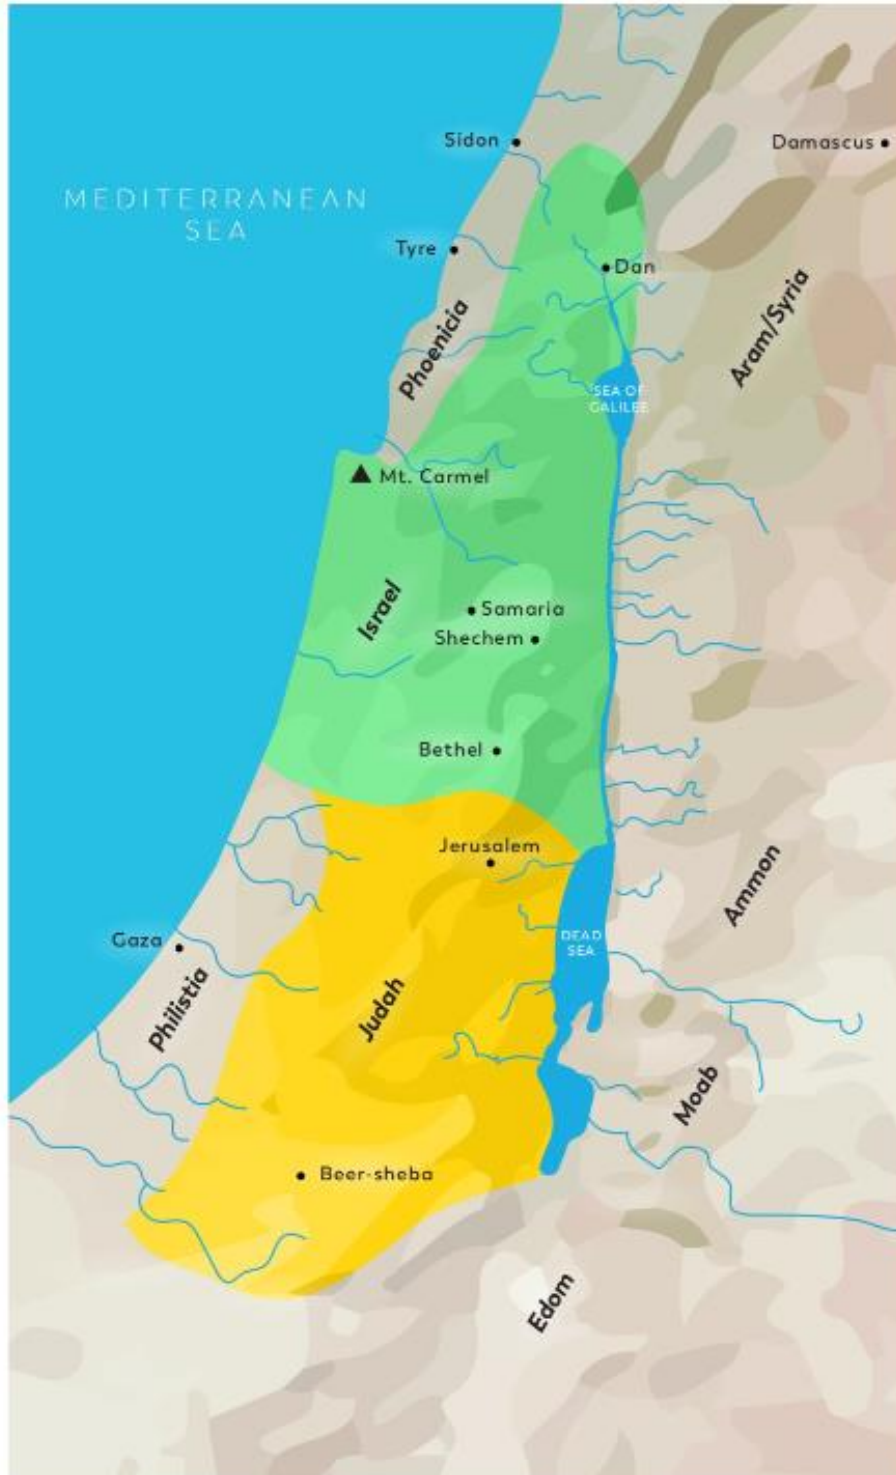 Sidon
Damascus
MEDITERRANEAN
SEA
Tyre
Dan
Phoenicia
Aram/Syria
SEA OF
GALILEE
Mt. Carmel
Israel
Samaria
Shechem
Bethel
Jerusalem
Ammon
Gaza
DEAD
SEA
Philistia
Judah
Moab
Beer-sheba
Edom